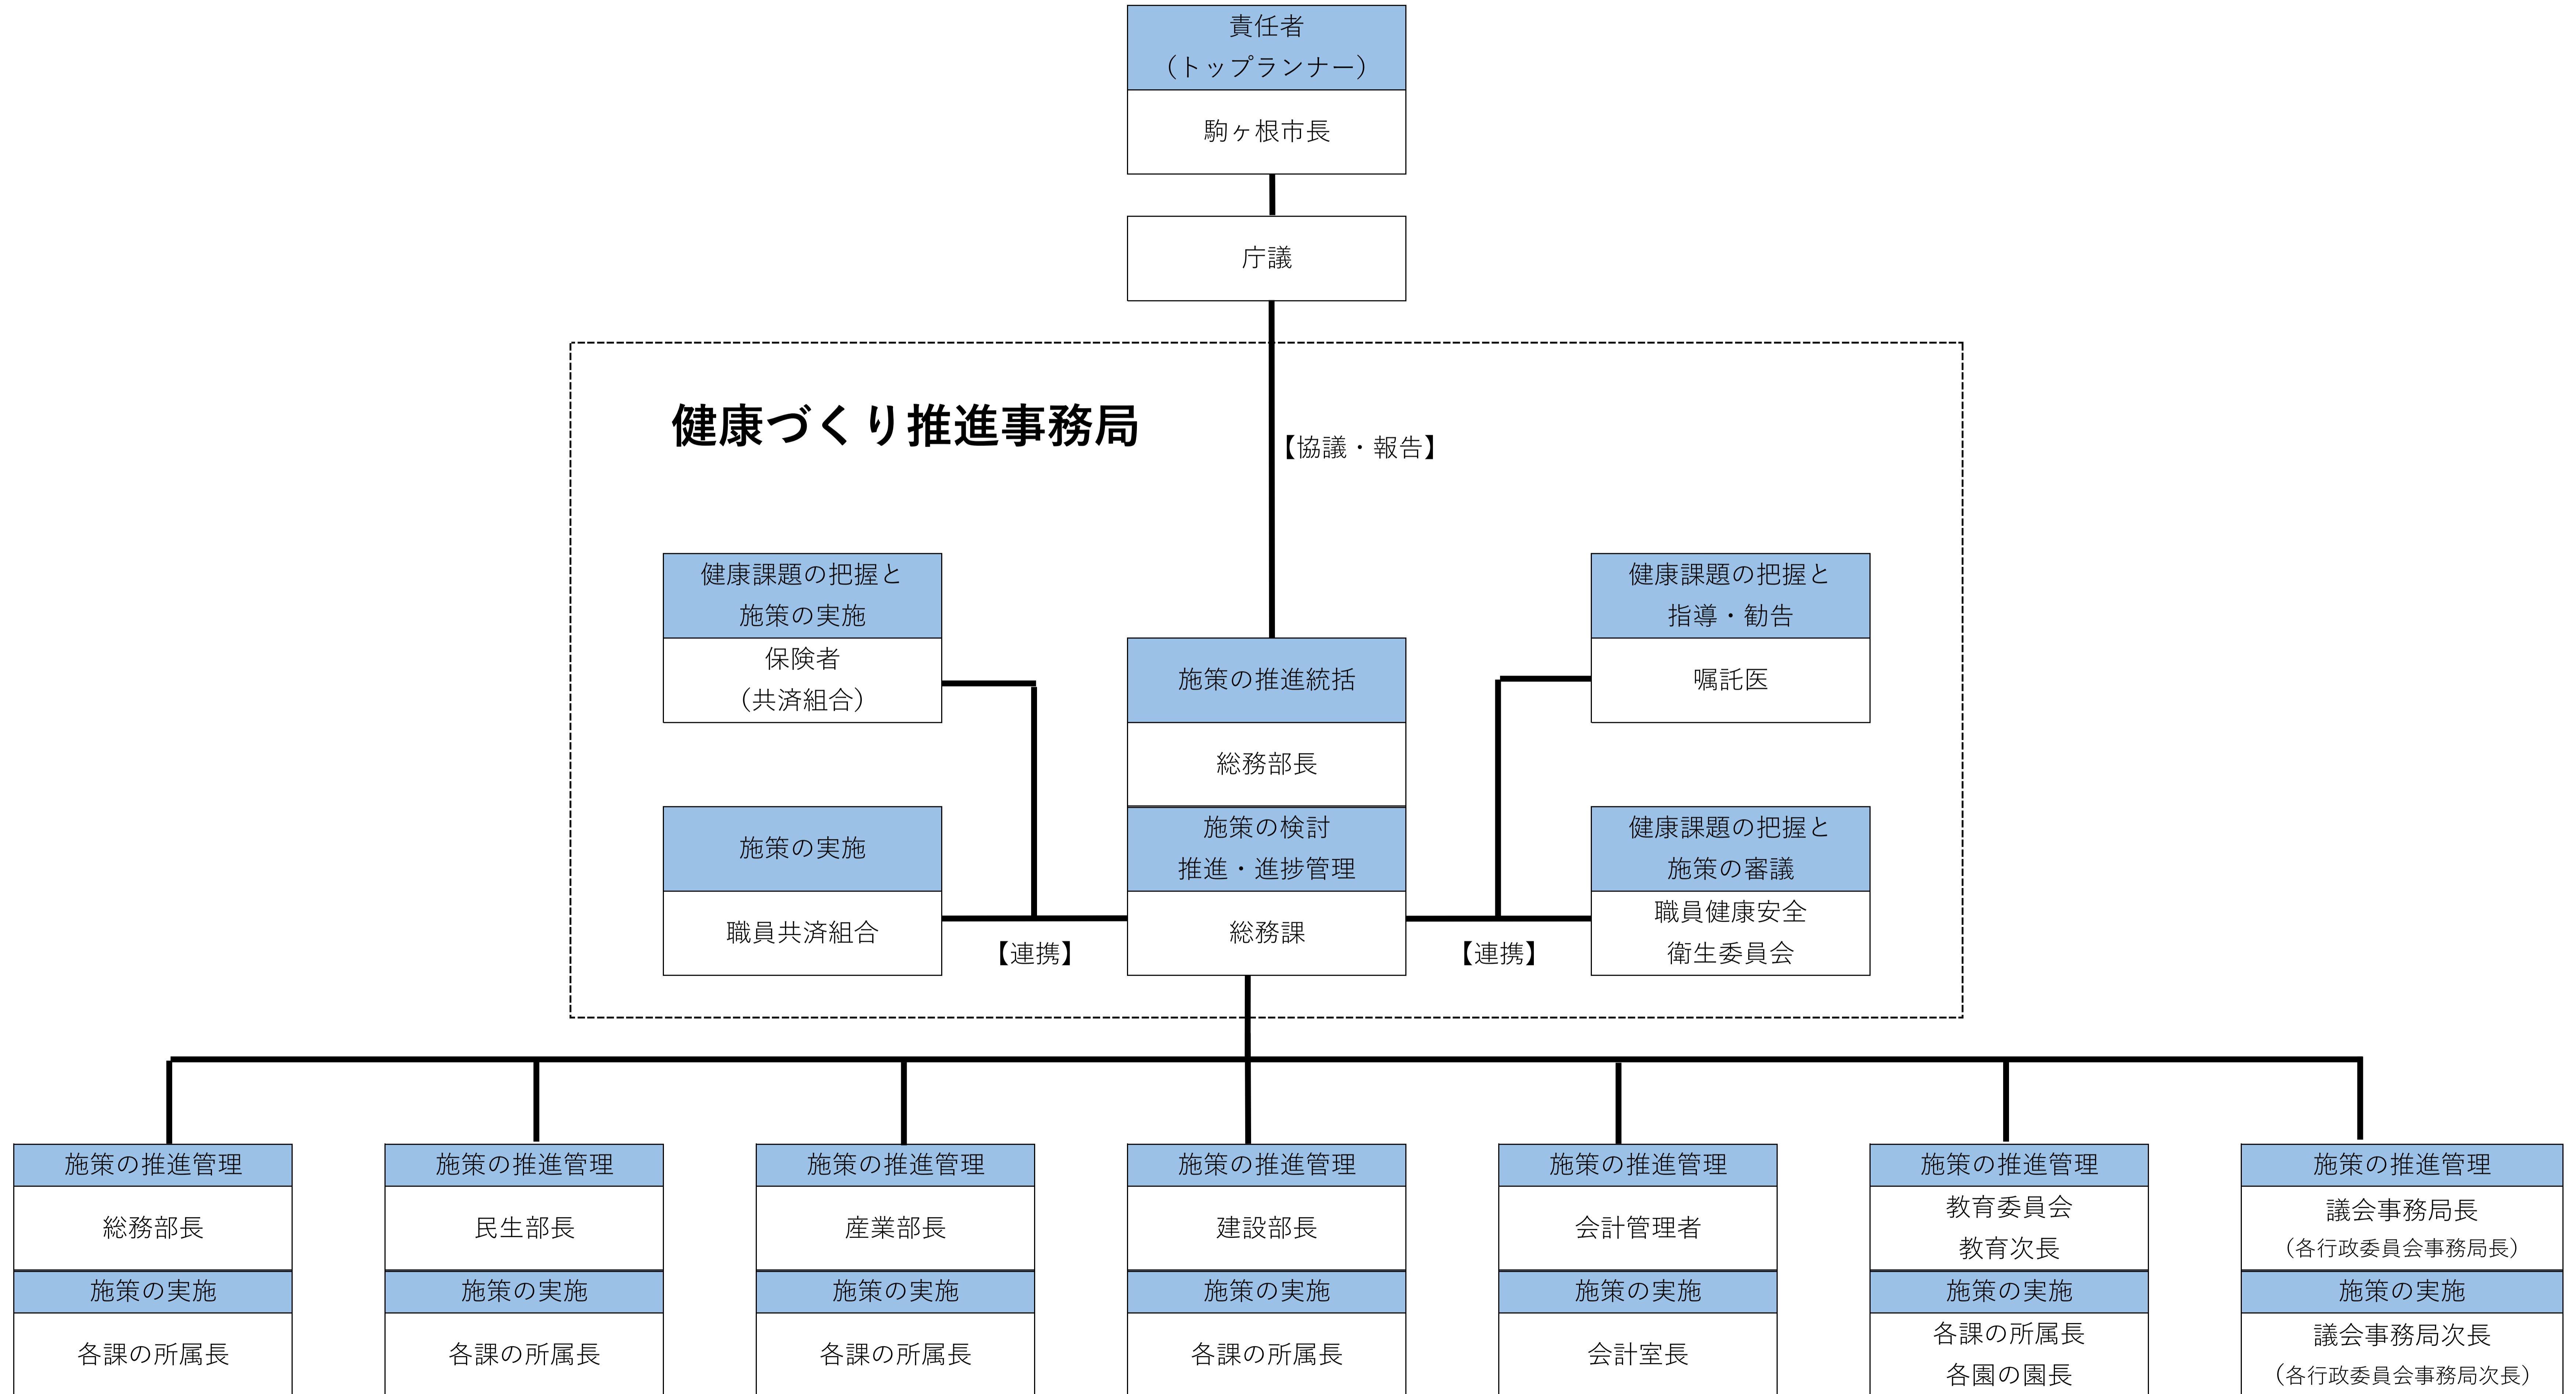 責任者
（トップランナー）
駒ヶ根市長
庁議
健康づくり推進事務局
【協議・報告】
健康課題の把握と
施策の実施
保険者
（共済組合）
施策の推進統括
総務部長
健康課題の把握と
指導・勧告
嘱託医
施策の実施
職員共済組合
【連携】
施策の検討
推進・進捗管理
総務課
【連携】
健康課題の把握と
施策の審議
職員健康安全
衛生委員会
施策の推進管理
総務部長
施策の実施
各課の所属長
施策の推進管理
民生部長
施策の実施
各課の所属長
施策の推進管理
産業部長
施策の実施
各課の所属長
施策の推進管理
建設部長
施策の実施
各課の所属長
施策の推進管理
会計管理者
施策の実施
会計室長
施策の推進管理
教育委員会
教育次長
施策の実施
各課の所属長
各園の園長
施策の推進管理
議会事務局長
（各行政委員会事務局長）
施策の実施
議会事務局次長
（各行政委員会事務局次長）